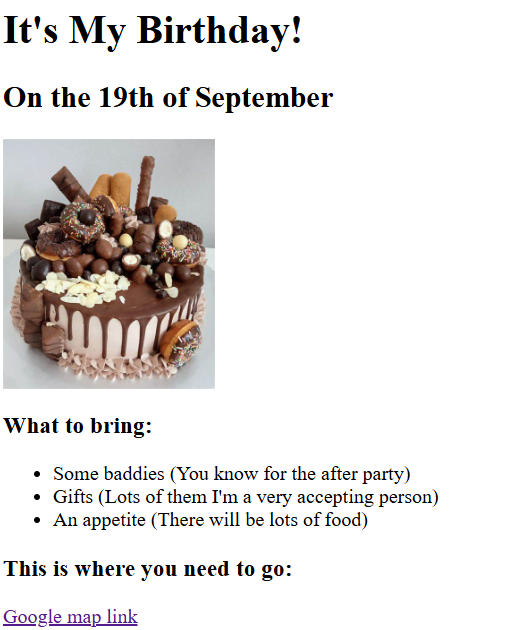 It's My Birthday!
On the 19th of September
What to bring:
• Some baddies (You know for the after party)
• Gifts (Lots of them I'm a very accepting person)
• An appetite (There will be lots of food)
This is where you need to go:
Google map link